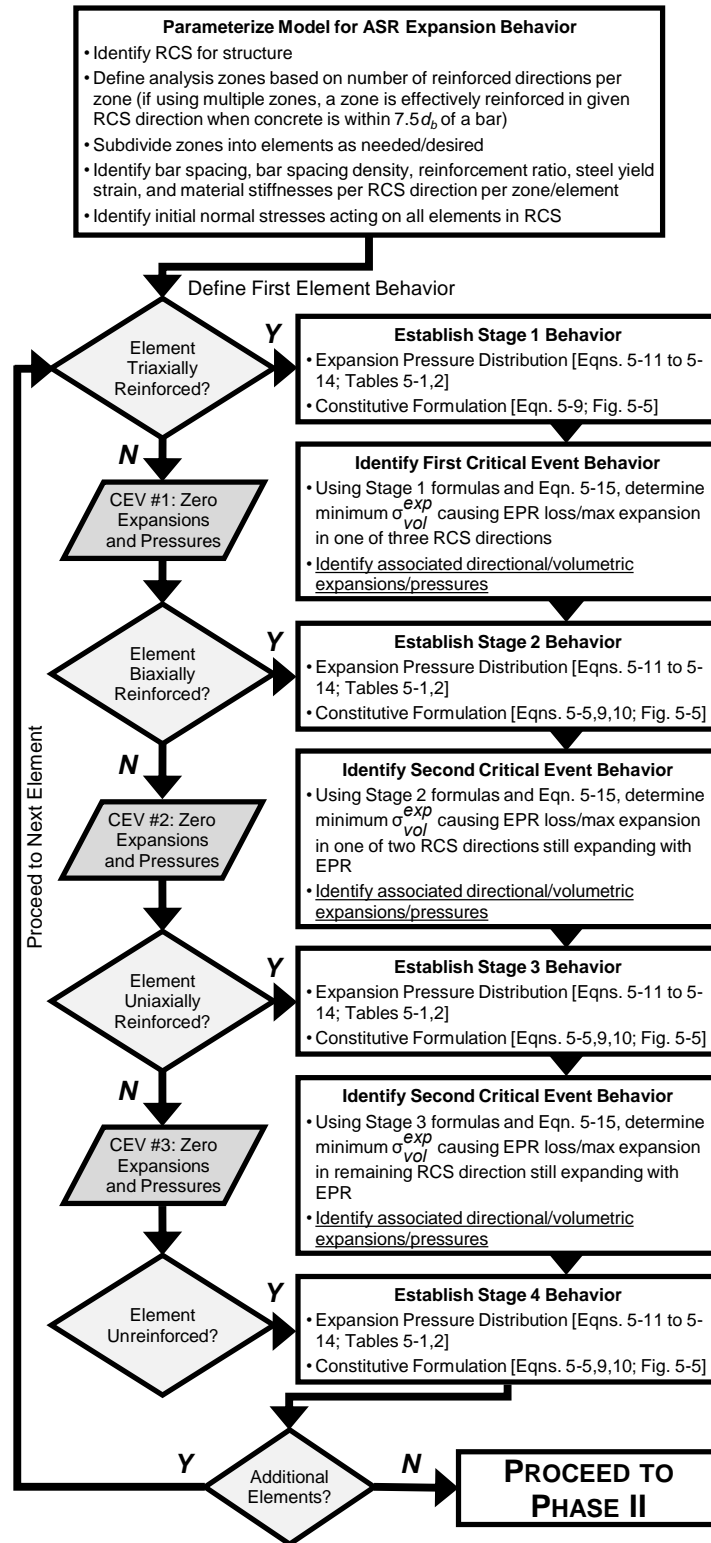 Parameterize Model for ASR Expansion Behavior
• Identify RCS for structure
• Define analysis zones based on number of reinforced directions per
zone (if using multiple zones, a zone is effectively reinforced in given
RCS direction when concrete is within 7.5d_b of a bar)
• Subdivide zones into elements as needed/desired
• Identify bar spacing, bar spacing density, reinforcement ratio, steel yield
strain, and material stiffnesses per RCS direction per zone/element
• Identify initial normal stresses acting on all elements in RCS
Define First Element Behavior
Element
Triaxially
Reinforced?
Y
Establish Stage 1 Behavior
• Expansion Pressure Distribution [Eqns. 5-11 to 5-
14; Tables 5-1,2]
• Constitutive Formulation [Eqn. 5-9; Fig. 5-5]
N
CEV #1: Zero
Expansions
and Pressures
Identify First Critical Event Behavior
• Using Stage 1 formulas and Eqn. 5-15, determine
minimum σ_vol^exp causing EPR loss/max expansion
in one of three RCS directions
• Identify associated directional/volumetric
expansions/pressures
Element
Biaxially
Reinforced?
Y
Establish Stage 2 Behavior
• Expansion Pressure Distribution [Eqns. 5-11 to 5-
14; Tables 5-1,2]
• Constitutive Formulation [Eqns. 5-5,9,10; Fig. 5-5]
N
CEV #2: Zero
Expansions
and Pressures
Identify Second Critical Event Behavior
• Using Stage 2 formulas and Eqn. 5-15, determine
minimum σ_vol^exp causing EPR loss/max expansion
in one of two RCS directions still expanding with
EPR
• Identify associated directional/volumetric
expansions/pressures
Proceed to Next Element
Element
Uniaxially
Reinforced?
Y
Establish Stage 3 Behavior
• Expansion Pressure Distribution [Eqns. 5-11 to 5-
14; Tables 5-1,2]
• Constitutive Formulation [Eqns. 5-5,9,10; Fig. 5-5]
N
CEV #3: Zero
Expansions
and Pressures
Identify Second Critical Event Behavior
• Using Stage 3 formulas and Eqn. 5-15, determine
minimum σ_vol^exp causing EPR loss/max expansion
in remaining RCS direction still expanding with
EPR
• Identify associated directional/volumetric
expansions/pressures
Element
Unreinforced?
Y
Establish Stage 4 Behavior
• Expansion Pressure Distribution [Eqns. 5-11 to 5-
14; Tables 5-1,2]
• Constitutive Formulation [Eqns. 5-5,9,10; Fig. 5-5]
Y
Additional
Elements?
N
PROCEED TO
PHASE II